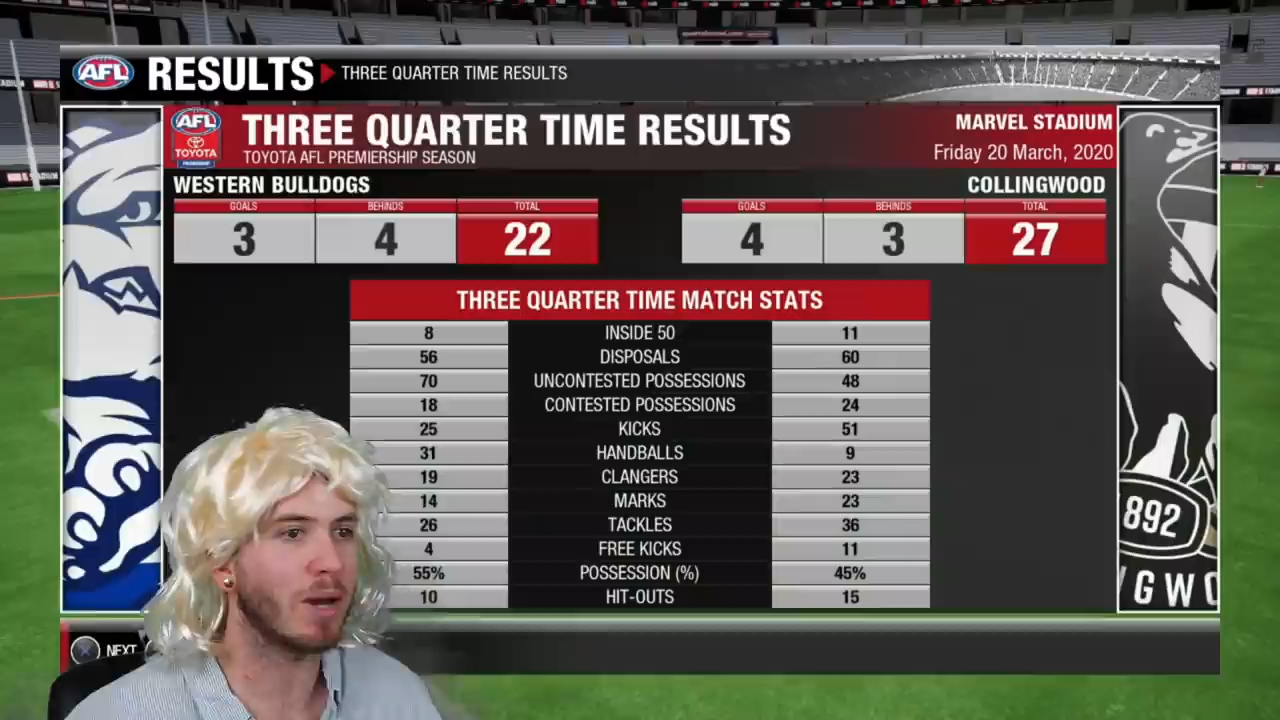 AFL RESULTS THREE QUARTER TIME RESULTS
AFL
TOYOTA
THREE QUARTER TIME RESULTS
TOYOTA AFL PREMIERSHIP SEASON
MARVEL STADIUM
Friday 20 March, 2020
WESTERN BULLDOGS
COLLINGWOOD
GOALS BEHINDS TOTAL
3 4 22
GOALS BEHINDS TOTAL
4 3 27
THREE QUARTER TIME MATCH STATS
8 INSIDE 50 11
56 DISPOSALS 60
70 UNCONTESTED POSSESSIONS 48
18 CONTESTED POSSESSIONS 24
25 KICKS 51
31 HANDBALLS 9
19 CLANGERS 23
14 MARKS 23
26 TACKLES 36
4 FREE KICKS 11
55% POSSESSION (%) 45%
10 HIT-OUTS 15
892
GWC
NEXT